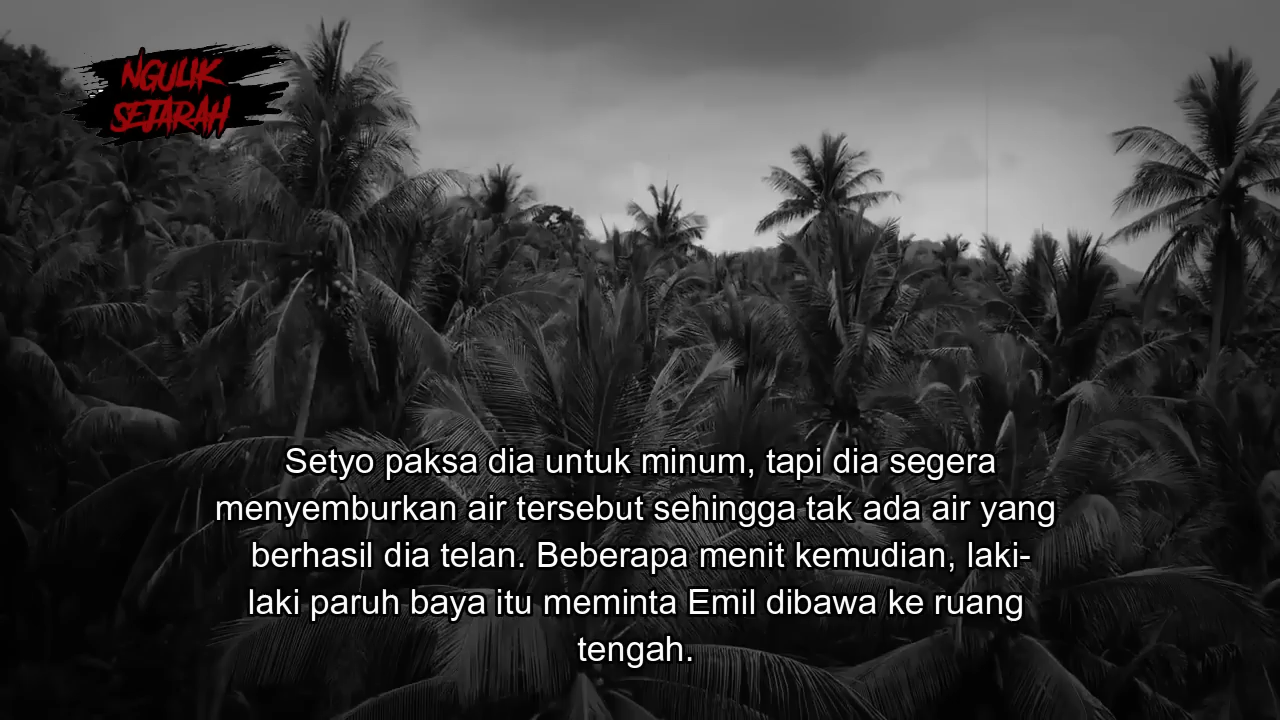 NGULIK
SEJARAH
Setyo paksa dia untuk minum, tapi dia segera
menyemburkan air tersebut sehingga tak ada air yang
berhasil dia telan. Beberapa menit kemudian, laki-
laki paruh baya itu meminta Emil dibawa ke ruang
tengah.